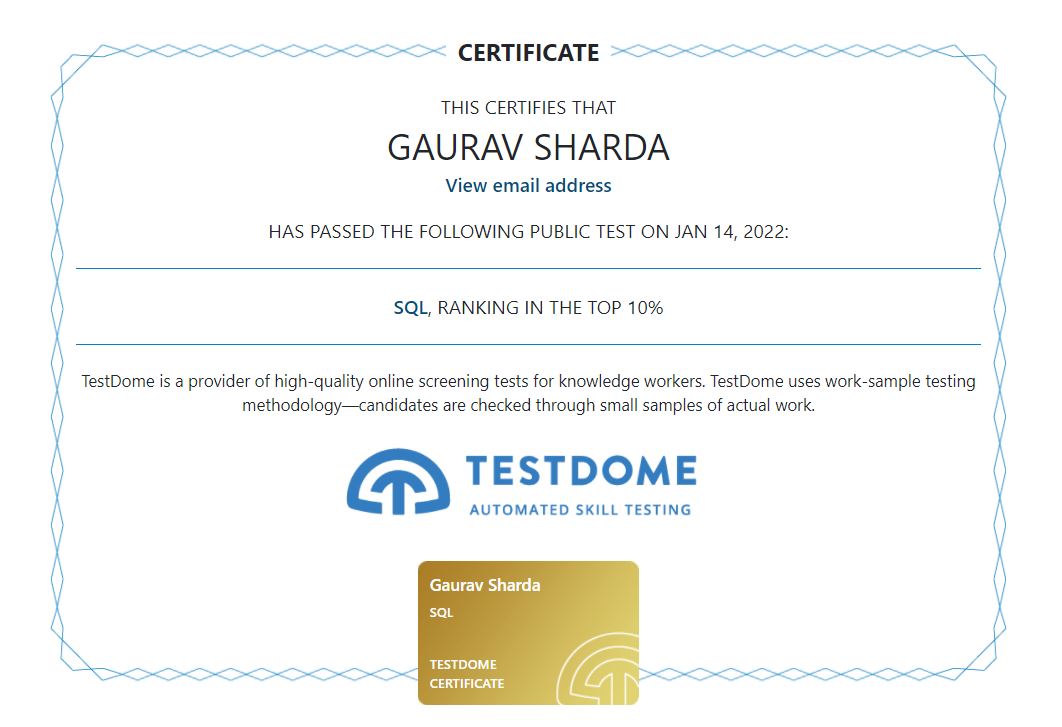 CERTIFICATE
THIS CERTIFIES THAT
GAURAV SHARDA
View email address
HAS PASSED THE FOLLOWING PUBLIC TEST ON JAN 14, 2022:
SQL, RANKING IN THE TOP 10%
TestDome is a provider of high-quality online screening tests for knowledge workers. TestDome uses work-sample testing
methodology—candidates are checked through small samples of actual work.
TESTDOME
AUTOMATED SKILL TESTING
Gaurav Sharda
SQL
TESTDOME
CERTIFICATE